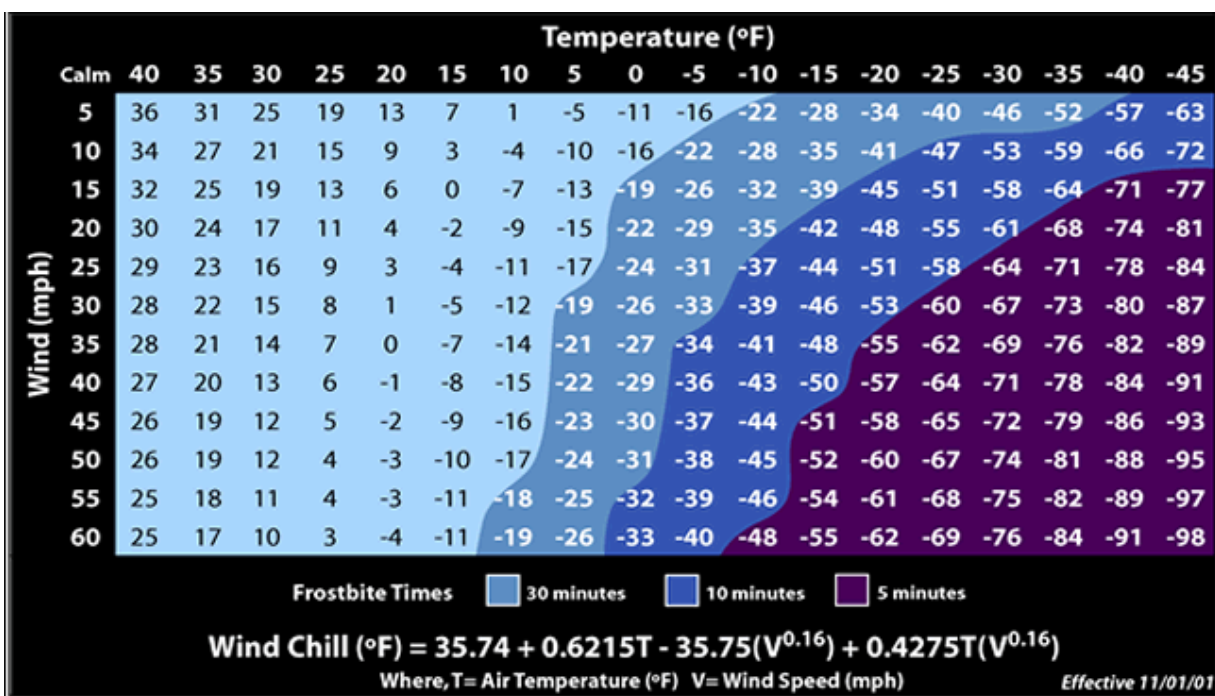 Temperature (ºF)
Calm 40 35 30 25 20 15 10 5 0 -5 -10 -15 -20 -25 -30 -35 -40 -45
5 36 31 25 19 13 7 1 -5 -11 -16 -22 -28 -34 -40 -46 -52 -57 -63
10 34 27 21 15 9 3 -4 -10 -16 -22 -28 -35 -41 -47 -53 -59 -66 -72
15 32 25 19 13 6 0 -7 -13 -19 -26 -32 -39 -45 -51 -58 -64 -71 -77
20 30 24 17 11 4 -2 -9 -15 -22 -29 -35 -42 -48 -55 -61 -68 -74 -81
25 29 23 16 9 3 -4 -11 -17 -24 -31 -37 -44 -51 -58 -64 -71 -78 -84
30 28 22 15 8 1 -5 -12 -19 -26 -33 -39 -46 -53 -60 -67 -73 -80 -87
35 28 21 14 7 0 -7 -14 -21 -27 -34 -41 -48 -55 -62 -69 -76 -82 -89
40 27 20 13 6 -1 -8 -15 -22 -29 -36 -43 -50 -57 -64 -71 -78 -84 -91
45 26 19 12 5 -2 -9 -16 -23 -30 -37 -44 -51 -58 -65 -72 -79 -86 -93
50 26 19 12 4 -3 -10 -17 -24 -31 -38 -45 -52 -60 -67 -74 -81 -88 -95
55 25 18 11 4 -3 -11 -18 -25 -32 -39 -46 -54 -61 -68 -75 -82 -89 -97
60 25 17 10 3 -4 -11 -19 -26 -33 -40 -48 -55 -62 -69 -76 -84 -91 -98
Wind (mph)
Frostbite Times 30 minutes 10 minutes 5 minutes
Wind Chill (ºF) = 35.74 + 0.6215T - 35.75(V⁰·¹⁶) + 0.4275T(V⁰·¹⁶)
Where, T= Air Temperature (ºF) V= Wind Speed (mph)
Effective 11/01/01